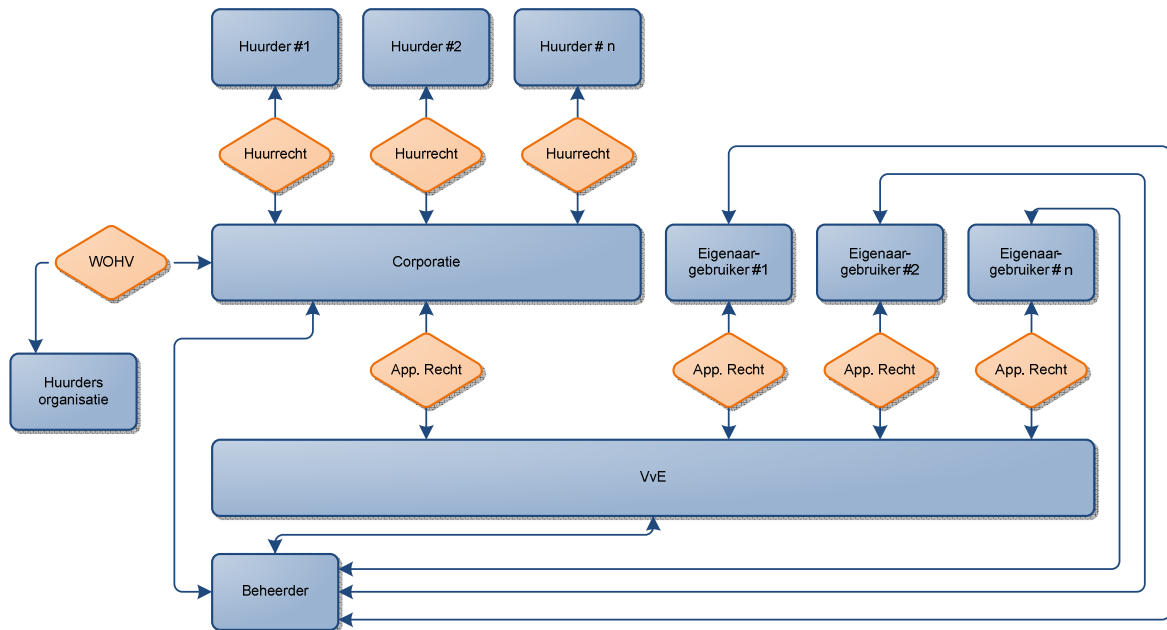 Huurder #1
Huurder #2
Huurder # n
Huurrecht
Huurrecht
Huurrecht
WOHV
Corporatie
Eigenaar-
gebruiker #1
Eigenaar-
gebruiker #2
Eigenaar-
gebruiker # n
Huurders
organisatie
App. Recht
App. Recht
App. Recht
App. Recht
VvE
Beheerder